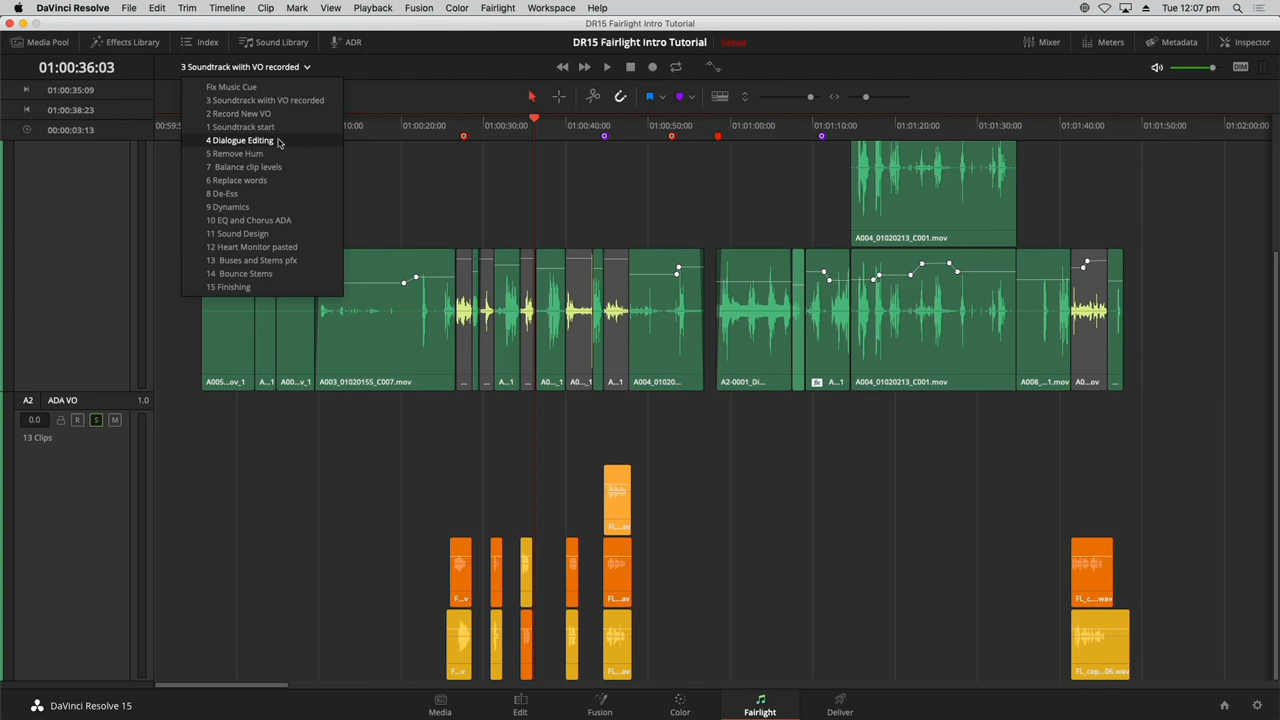 DaVinci Resolve File Edit Trim Timeline Clip Mark View Playback Fusion Color Fairlight Workspace Help Tue 12:07 pm
DR15 Fairlight Intro Tutorial
Media Pool Effects Library Index Sound Library ADR DR15 Fairlight Intro Tutorial Edited Mixer Meters Metadata Inspector
01:00:36:03 3 Soundtrack wiith VO recorded DIM
01:00:35:09
01:00:38:23
00:00:03:13
Fix Music Cue
3 Soundtrack wiith VO recorded
2 Record New VO
1 Soundtrack start
4 Dialogue Editing
5 Remove Hum
7 Balance clip levels
6 Replace words
8 De-Ess
9 Dynamics
10 EQ and Chorus ADA
11 Sound Design
12 Heart Monitor pasted
13 Buses and Stems pfx
14 Bounce Stems
15 Finishing
00:59:5 0:10:00 01:00:20:00 01:00:30:00 01:00:40:00 01:00:50:00 01:01:00:00 01:01:10:00 01:01:20:00 01:01:30:00 01:01:40:00 01:01:50:00 01:02:00:00
A004_01020213_C001.mov
A005...ov_1 A...1 A00...v_1 A003_01020155_C007.mov ... ... ... A...1 ... A0..._1 A0..._1 A...1 A004_01020... A2-0001_Di... fx A...1 A004_01020213_C001.mov A008_...1.mov A0...ov ...
A2 ADA VO 1.0
0.0 R S M
13 Clips
FL...av
F...v FL...av FL_c....wav
F...v FL...av FL_cap...06.wav
DaVinci Resolve 15 Media Edit Fusion Color Fairlight Deliver